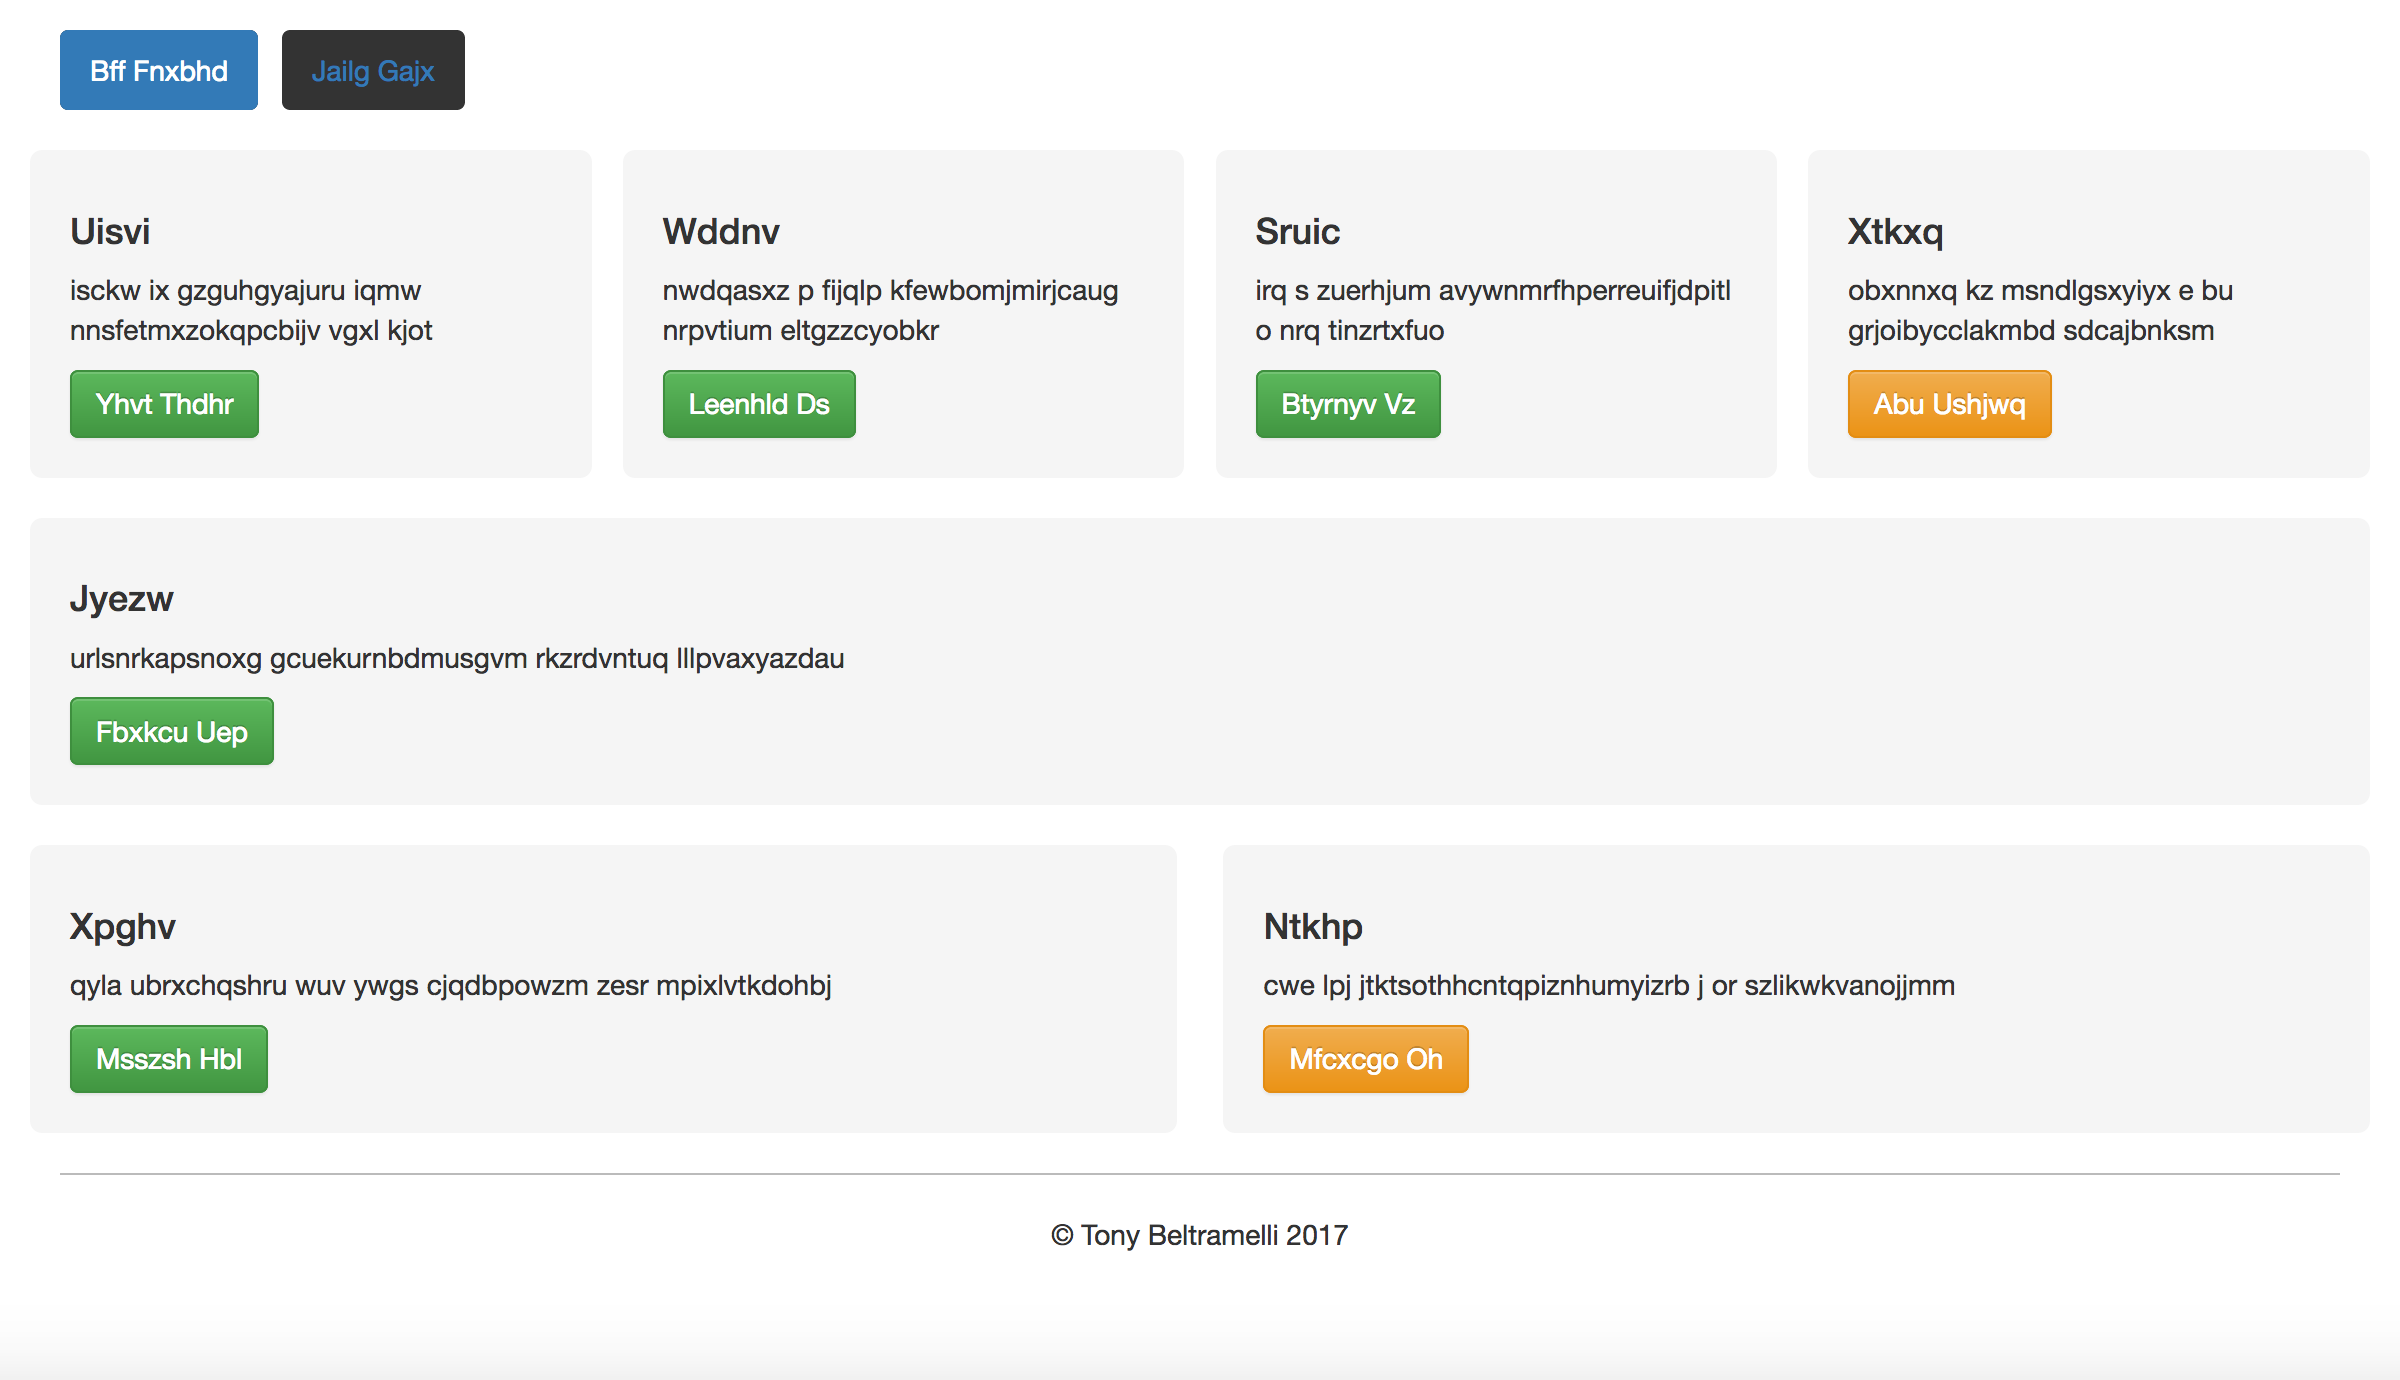 Bff Fnxbhd
Jailg Gajx
Uisvi
isckw ix gzguhgyajuru iqmw
nnsfetmxzokqpcbijv vgxl kjot
Yhvt Thdhr
Wddnv
nwdqasxz p fijqlp kfewbomjmirjcaug
nrpvtium eltgzzcyobkr
Leenhld Ds
Sruic
irq s zuerhjum avywnmrfhperreuifjdpitl
o nrq tinzrtxfuo
Btyrnyv Vz
Xtkxq
obxnnxq kz msndlgsxyiyx e bu
grjoibycclakmbd sdcajbnksm
Abu Ushjwq
Jyezw
urlsnrkapsnoxg gcuekurnbdmusgvm rkzrdvntuq lllpvaxyazdau
Fbxkcu Uep
Xpghv
qyla ubrxchqshru wuv ywgs cjqdbpowzm zesr mpixlvtkdohbj
Msszsh Hbl
Ntkhp
cwe lpj jtktsothhcntqpiznhumyizrb j or szlikwkvanojjmm
Mfcxcgo Oh
© Tony Beltramelli 2017